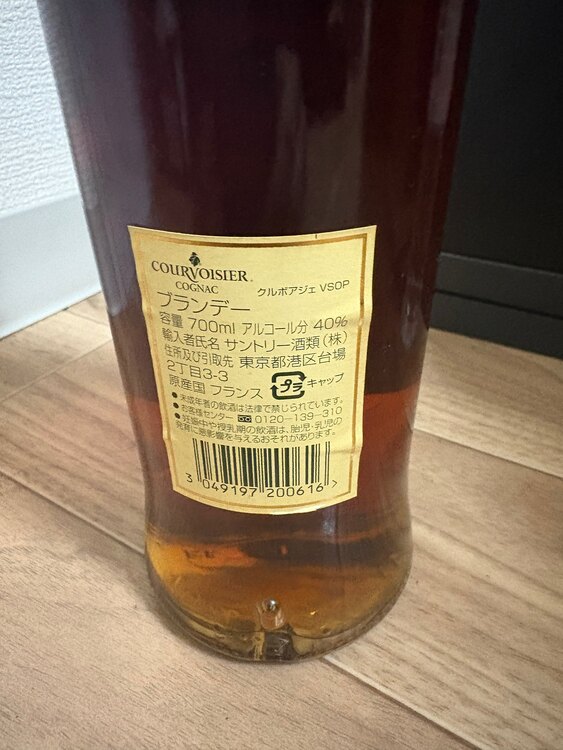 COURVOISIER®
COGNAC
クルボアジェ VSOP
ブランデー
容量 700ml アルコール分 40%
輸入者氏名 サントリー酒類(株)
住所及び引取先 東京都港区台場
2丁目3-3
原産国 フランス プラ キャップ
●未成年者の飲酒は法律で禁じられています。
●お客様センター 0120-139-310
●妊娠中や授乳期の飲酒は、胎児・乳児の
発育に悪影響を与えるおそれがあります。
3 049197 200616 >